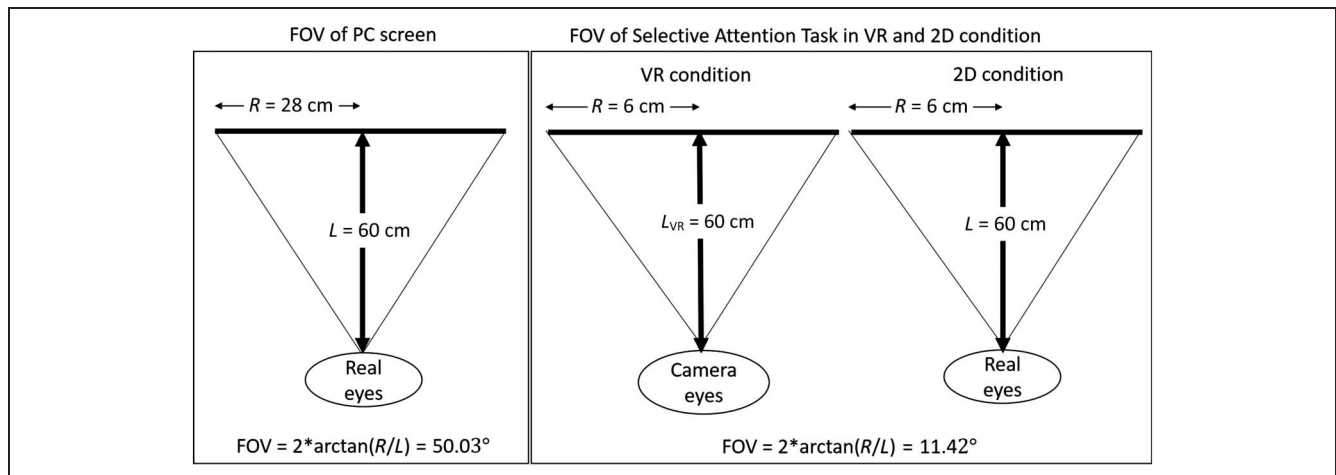 FOV of PC screen
R = 28 cm
L = 60 cm
Real
eyes
FOV = 2*arctan(R/L) = 50.03°
FOV of Selective Attention Task in VR and 2D condition
VR condition
R = 6 cm
L_VR = 60 cm
Camera
eyes
2D condition
R = 6 cm
L = 60 cm
Real
eyes
FOV = 2*arctan(R/L) = 11.42°